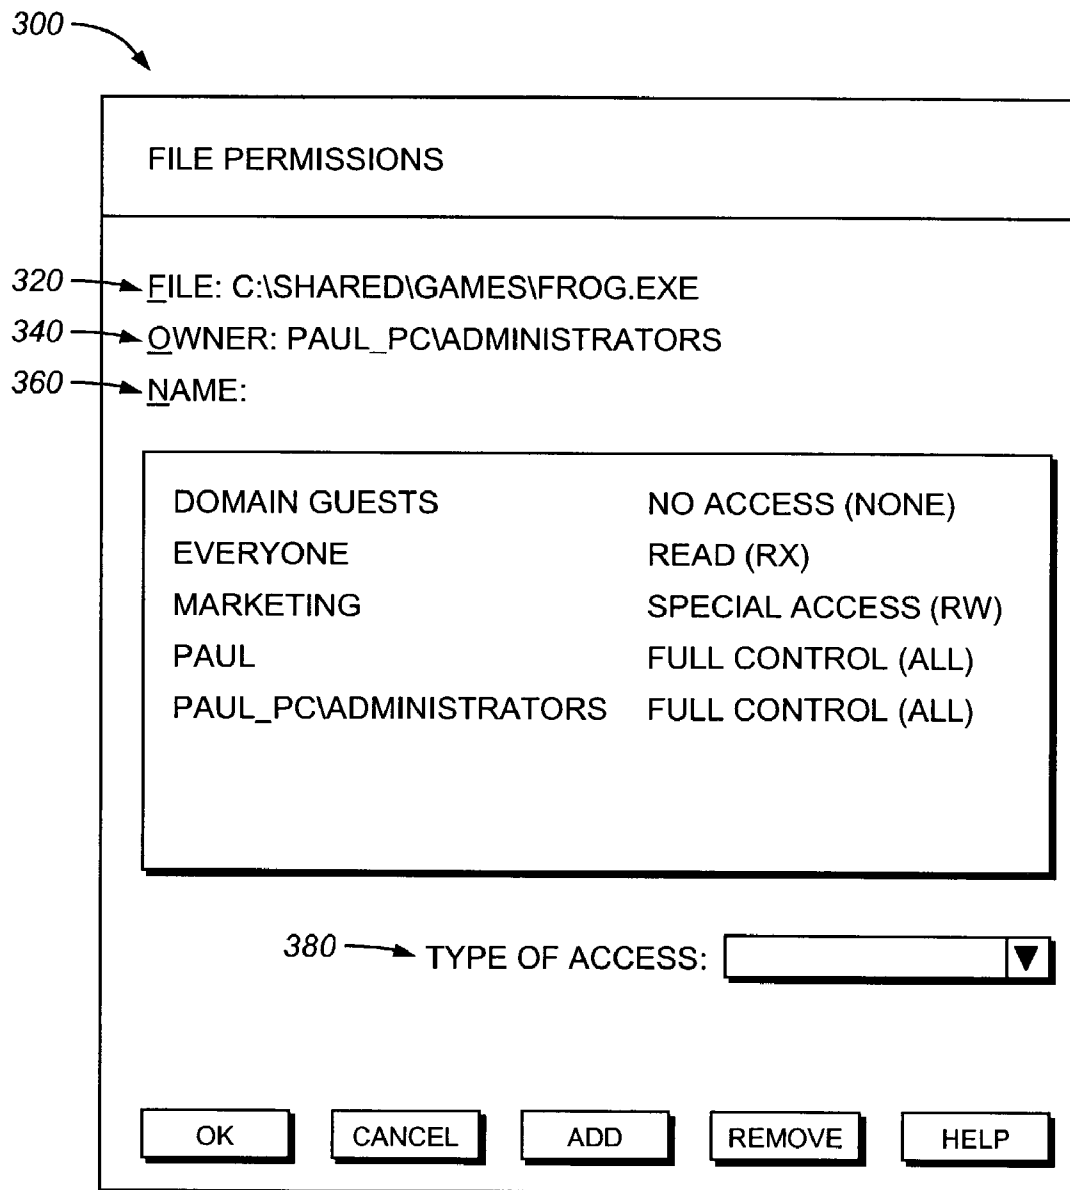 300
FILE PERMISSIONS
320 FILE: C:\SHARED\GAMES\FROG.EXE
340 OWNER: PAUL_PC\ADMINISTRATORS
360 NAME:
DOMAIN GUESTS NO ACCESS (NONE)
EVERYONE READ (RX)
MARKETING SPECIAL ACCESS (RW)
PAUL FULL CONTROL (ALL)
PAUL_PC\ADMINISTRATORS FULL CONTROL (ALL)
380 TYPE OF ACCESS:
OK CANCEL ADD REMOVE HELP